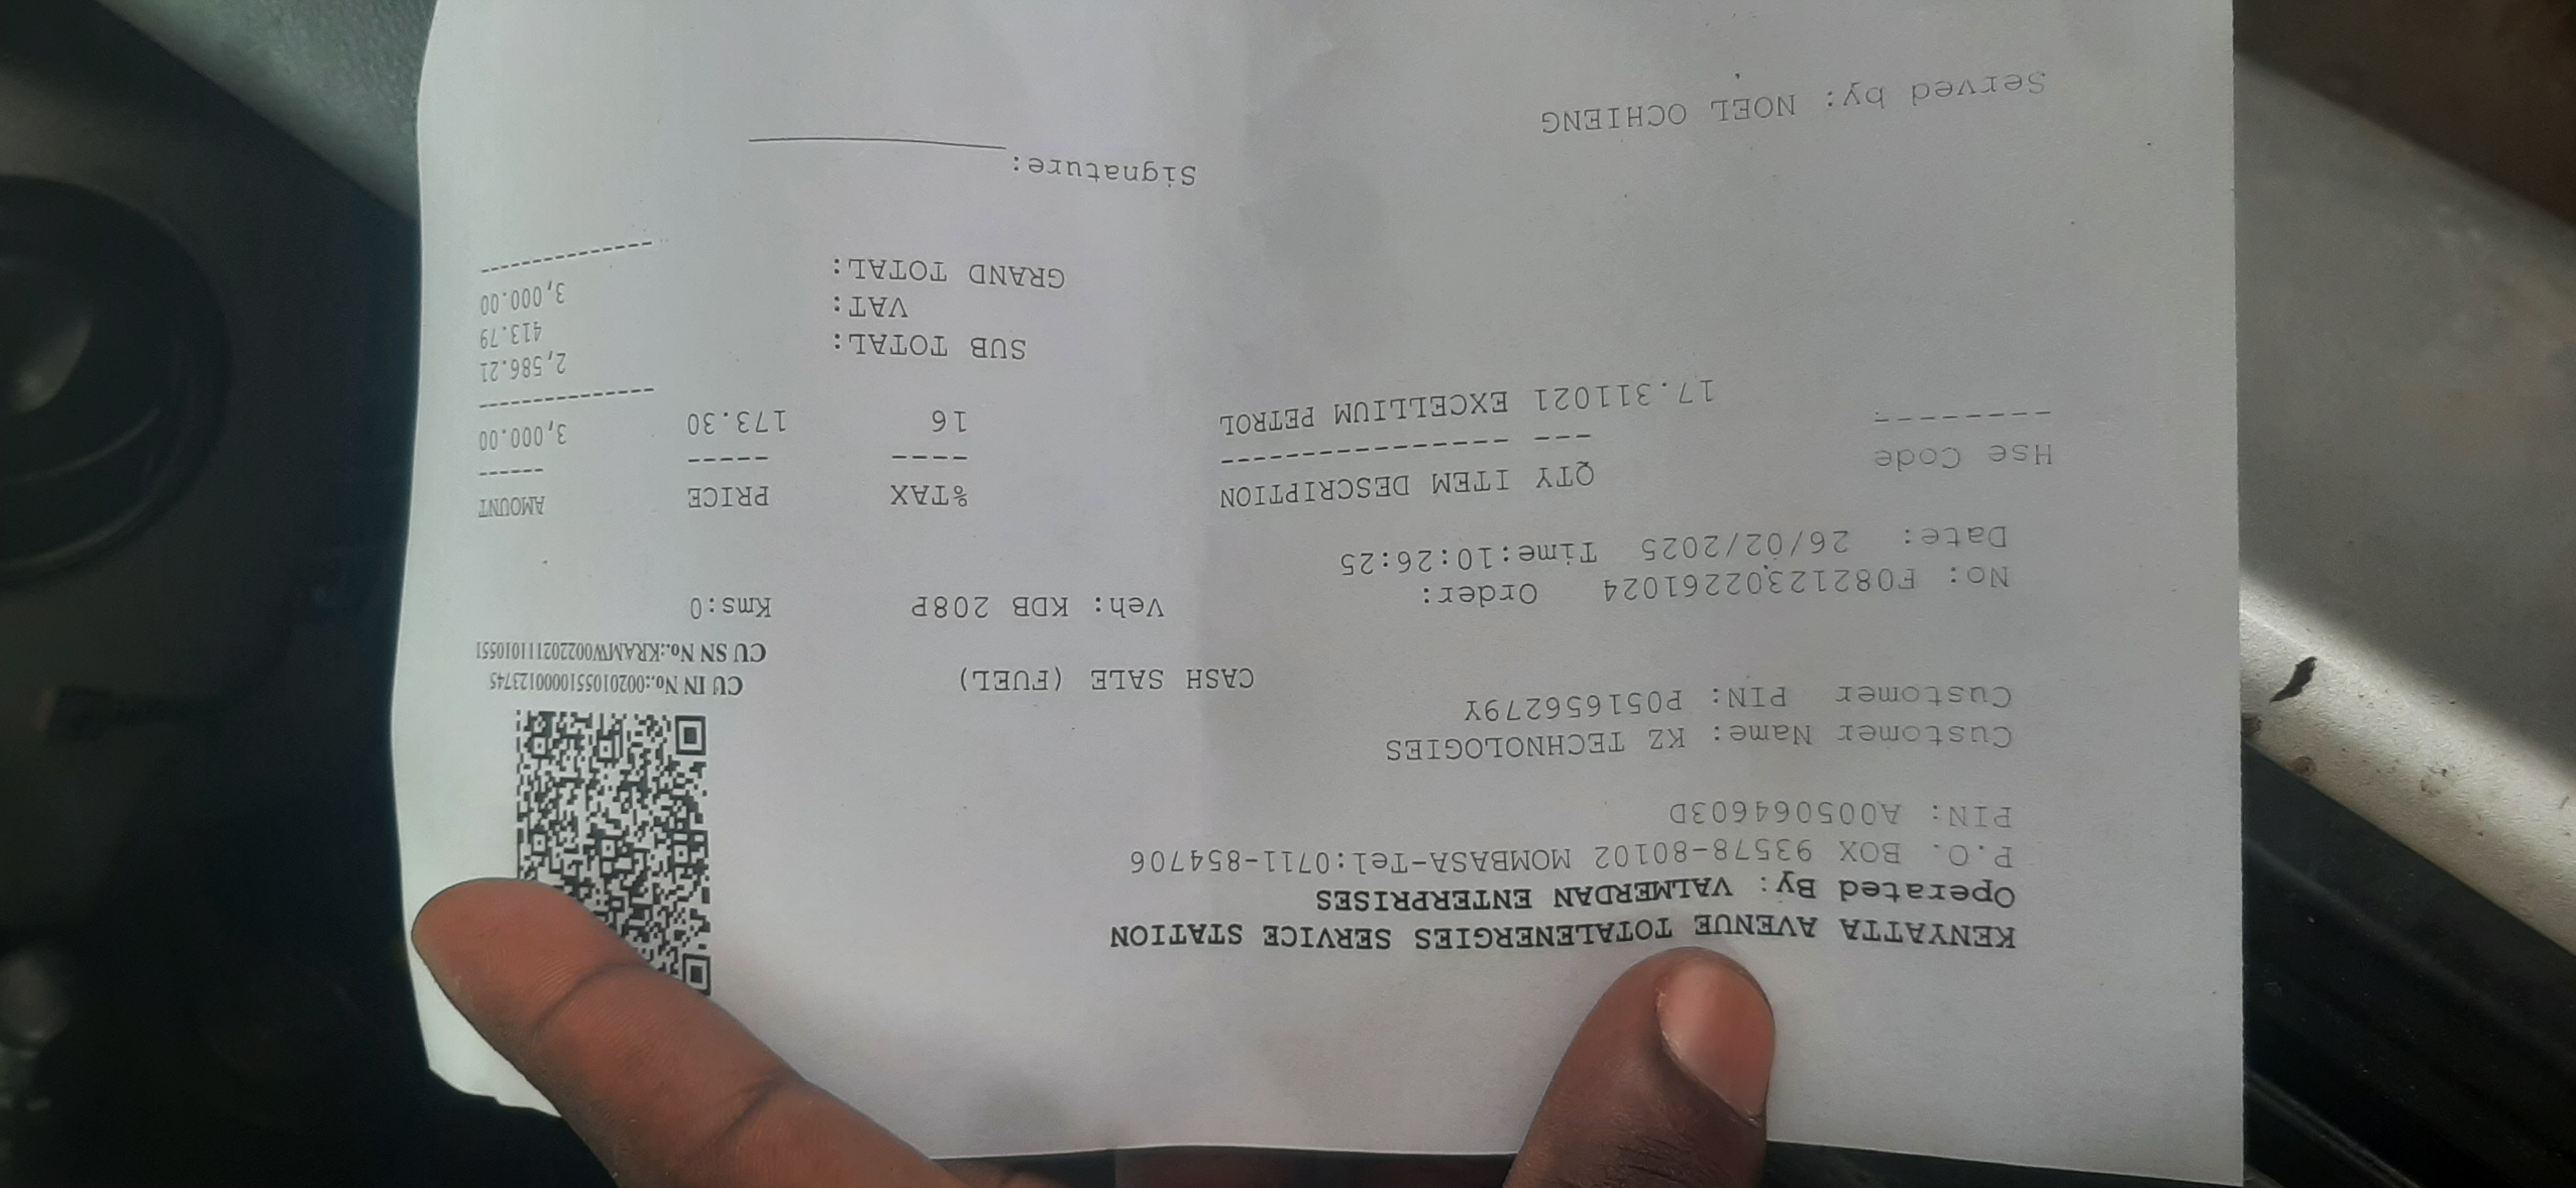 KENYATTA AVENUE TOTALENERGIES SERVICE STATION
Operated By: VALMERDAN ENTERPRISES
P.O. BOX 93578-80102 MOMBASA-Tel:0711-854706
PIN: A005064603D
Customer Name: KZ TECHNOLOGIES
Customer PIN: P051656279Y
CASH SALE (FUEL)
CU IN No.:0020105510000123745
CU SN No.:KRAMW002202111010551
No: F08212302261024 Order: Veh: KDB 208P Kms:0
Date: 26/02/2025 Time:10:26:25
Hse Code QTY ITEM DESCRIPTION %TAX PRICE AMOUNT
17.311021 EXCELLIUM PETROL 16 173.30 3,000.00
SUB TOTAL: 2,586.21
VAT: 413.79
GRAND TOTAL: 3,000.00
Signature:
Served by: NOEL OCHIENG